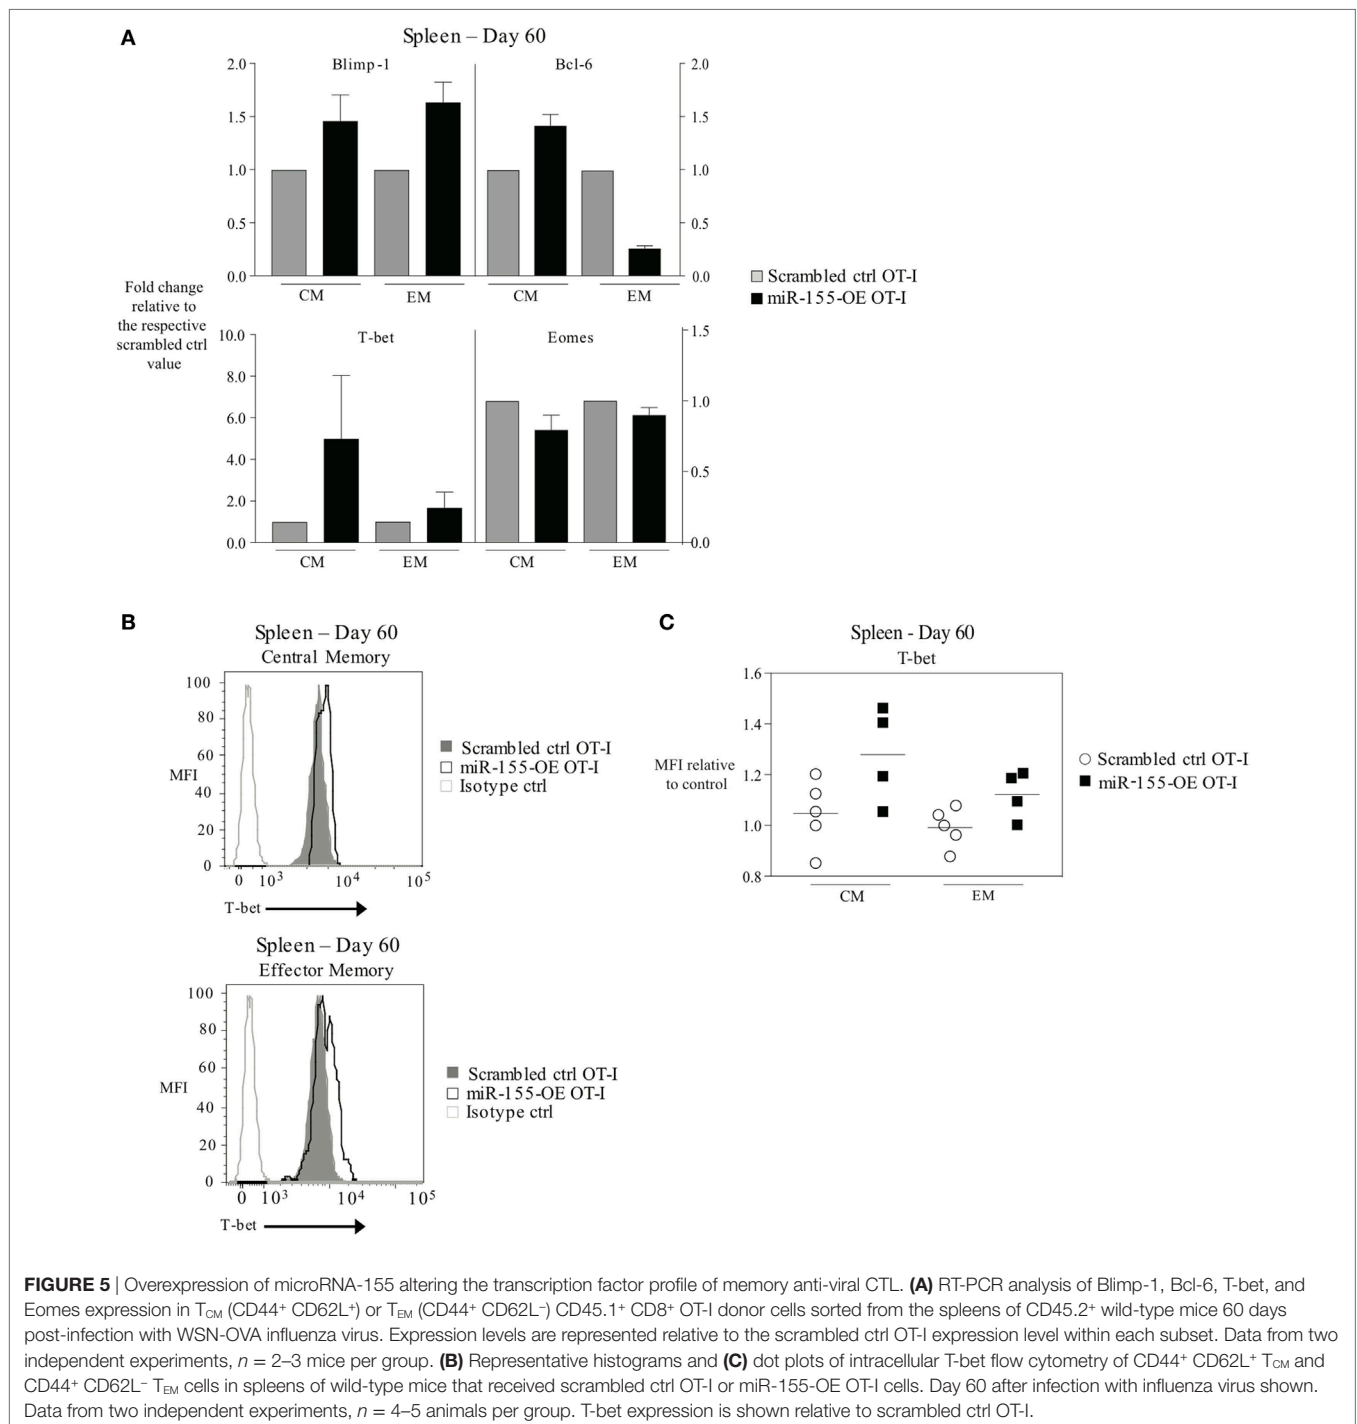 A
Spleen – Day 60
Blimp-1
Bcl-6
2.0
1.5
1.0
0.5
0.0
2.0
1.5
1.0
0.5
0.0
CM
EM
CM
EM
Fold change
relative to
the respective
scrambled ctrl
value
Scrambled ctrl OT-I
miR-155-OE OT-I
T-bet
Eomes
10.0
8.0
6.0
4.0
2.0
0.0
1.5
1.0
0.5
0.0
CM
EM
CM
EM
B
Spleen – Day 60
Central Memory
100
80
60
40
20
0
MFI
0 10³ 10⁴ 10⁵
T-bet
Scrambled ctrl OT-I
miR-155-OE OT-I
Isotype ctrl
Spleen – Day 60
Effector Memory
100
80
60
40
20
0
MFI
0 10³ 10⁴ 10⁵
T-bet
Scrambled ctrl OT-I
miR-155-OE OT-I
Isotype ctrl
C
Spleen - Day 60
T-bet
1.6
1.4
1.2
1.0
0.8
MFI relative
to control
CM
EM
Scrambled ctrl OT-I
miR-155-OE OT-I
FIGURE 5 | Overexpression of microRNA-155 altering the transcription factor profile of memory anti-viral CTL. (A) RT-PCR analysis of Blimp-1, Bcl-6, T-bet, and
Eomes expression in TCM (CD44⁺ CD62L⁺) or TEM (CD44⁺ CD62L⁻) CD45.1⁺ CD8⁺ OT-I donor cells sorted from the spleens of CD45.2⁺ wild-type mice 60 days
post-infection with WSN-OVA influenza virus. Expression levels are represented relative to the scrambled ctrl OT-I expression level within each subset. Data from two
independent experiments, n = 2–3 mice per group. (B) Representative histograms and (C) dot plots of intracellular T-bet flow cytometry of CD44⁺ CD62L⁺ TCM and
CD44⁺ CD62L⁻ TEM cells in spleens of wild-type mice that received scrambled ctrl OT-I or miR-155-OE OT-I cells. Day 60 after infection with influenza virus shown.
Data from two independent experiments, n = 4–5 animals per group. T-bet expression is shown relative to scrambled ctrl OT-I.